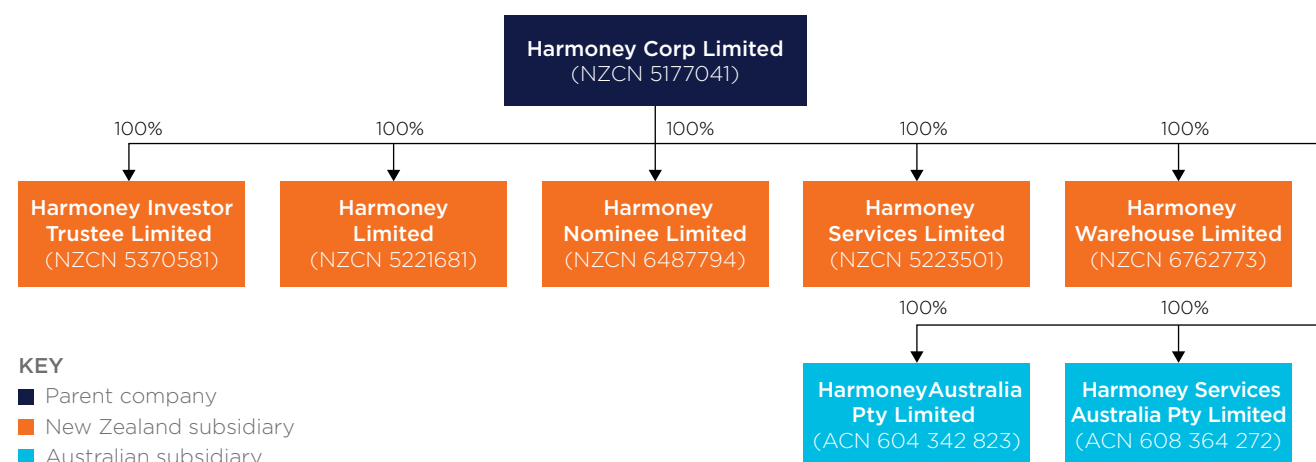 Harmoney Corp Limited
(NZCN 5177041)
100%
100%
100%
100%
100%
Harmoney Investor
Trustee Limited
(NZCN 5370581)
Harmoney
Limited
(NZCN 5221681)
Harmoney
Nominee Limited
(NZCN 6487794)
Harmoney
Services Limited
(NZCN 5223501)
Harmoney
Warehouse Limited
(NZCN 6762773)
100%
100%
HarmoneyAustralia
Pty Limited
(ACN 604 342 823)
Harmoney Services
Australia Pty Limited
(ACN 608 364 272)
KEY
Parent company
New Zealand subsidiary
Australian subsidiary